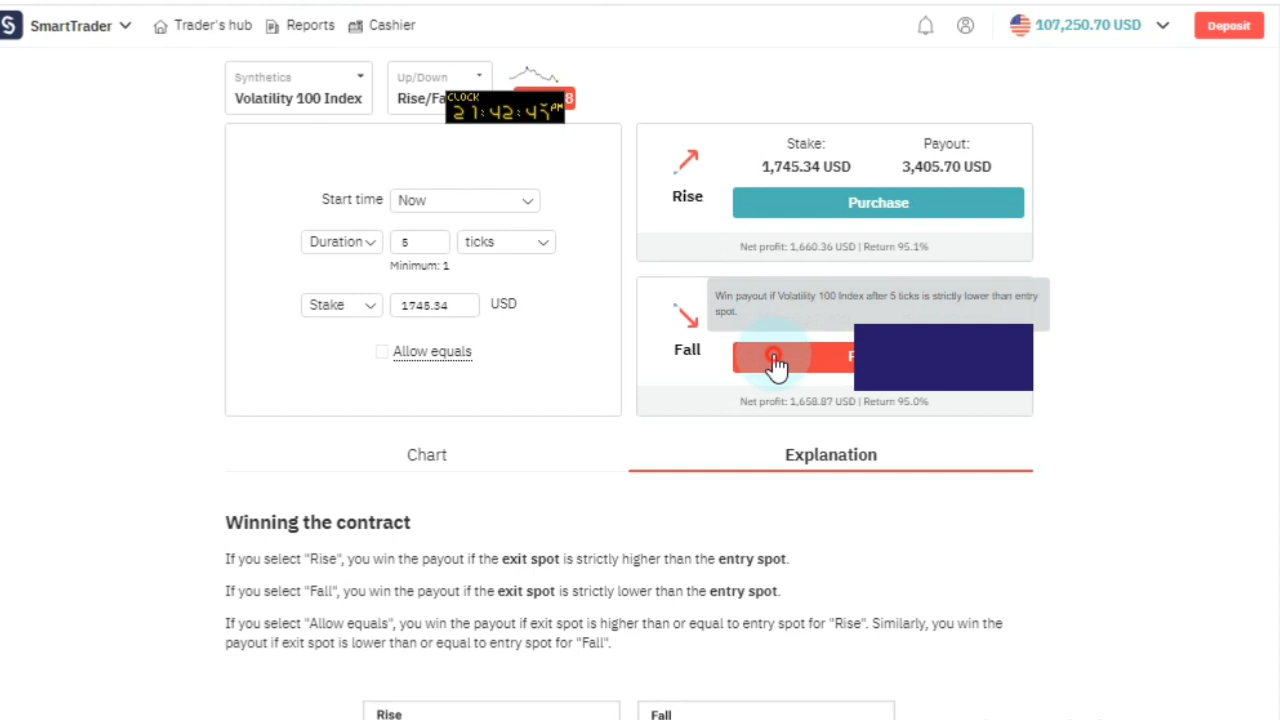 SmartTrader Trader's hub Reports Cashier 107,250.70 USD Deposit
Synthetics
Volatility 100 Index
Up/Down
Rise/Fa
8
CLOCK
21:42:45 AM
Start time Now
Duration 5 ticks
Minimum: 1
Stake 1745.34 USD
Allow equals
Rise
Stake: Payout:
1,745.34 USD 3,405.70 USD
Purchase
Net profit: 1,660.36 USD | Return 95.1%
Win payout if Volatility 100 Index after 5 ticks is strictly lower than entry
spot.
Fall
Net profit: 1,658.87 USD | Return 95.0%
Chart Explanation
Winning the contract
If you select "Rise", you win the payout if the exit spot is strictly higher than the entry spot.
If you select "Fall", you win the payout if the exit spot is strictly lower than the entry spot.
If you select "Allow equals", you win the payout if exit spot is higher than or equal to entry spot for "Rise". Similarly, you win the
payout if exit spot is lower than or equal to entry spot for "Fall".
Rise Fall